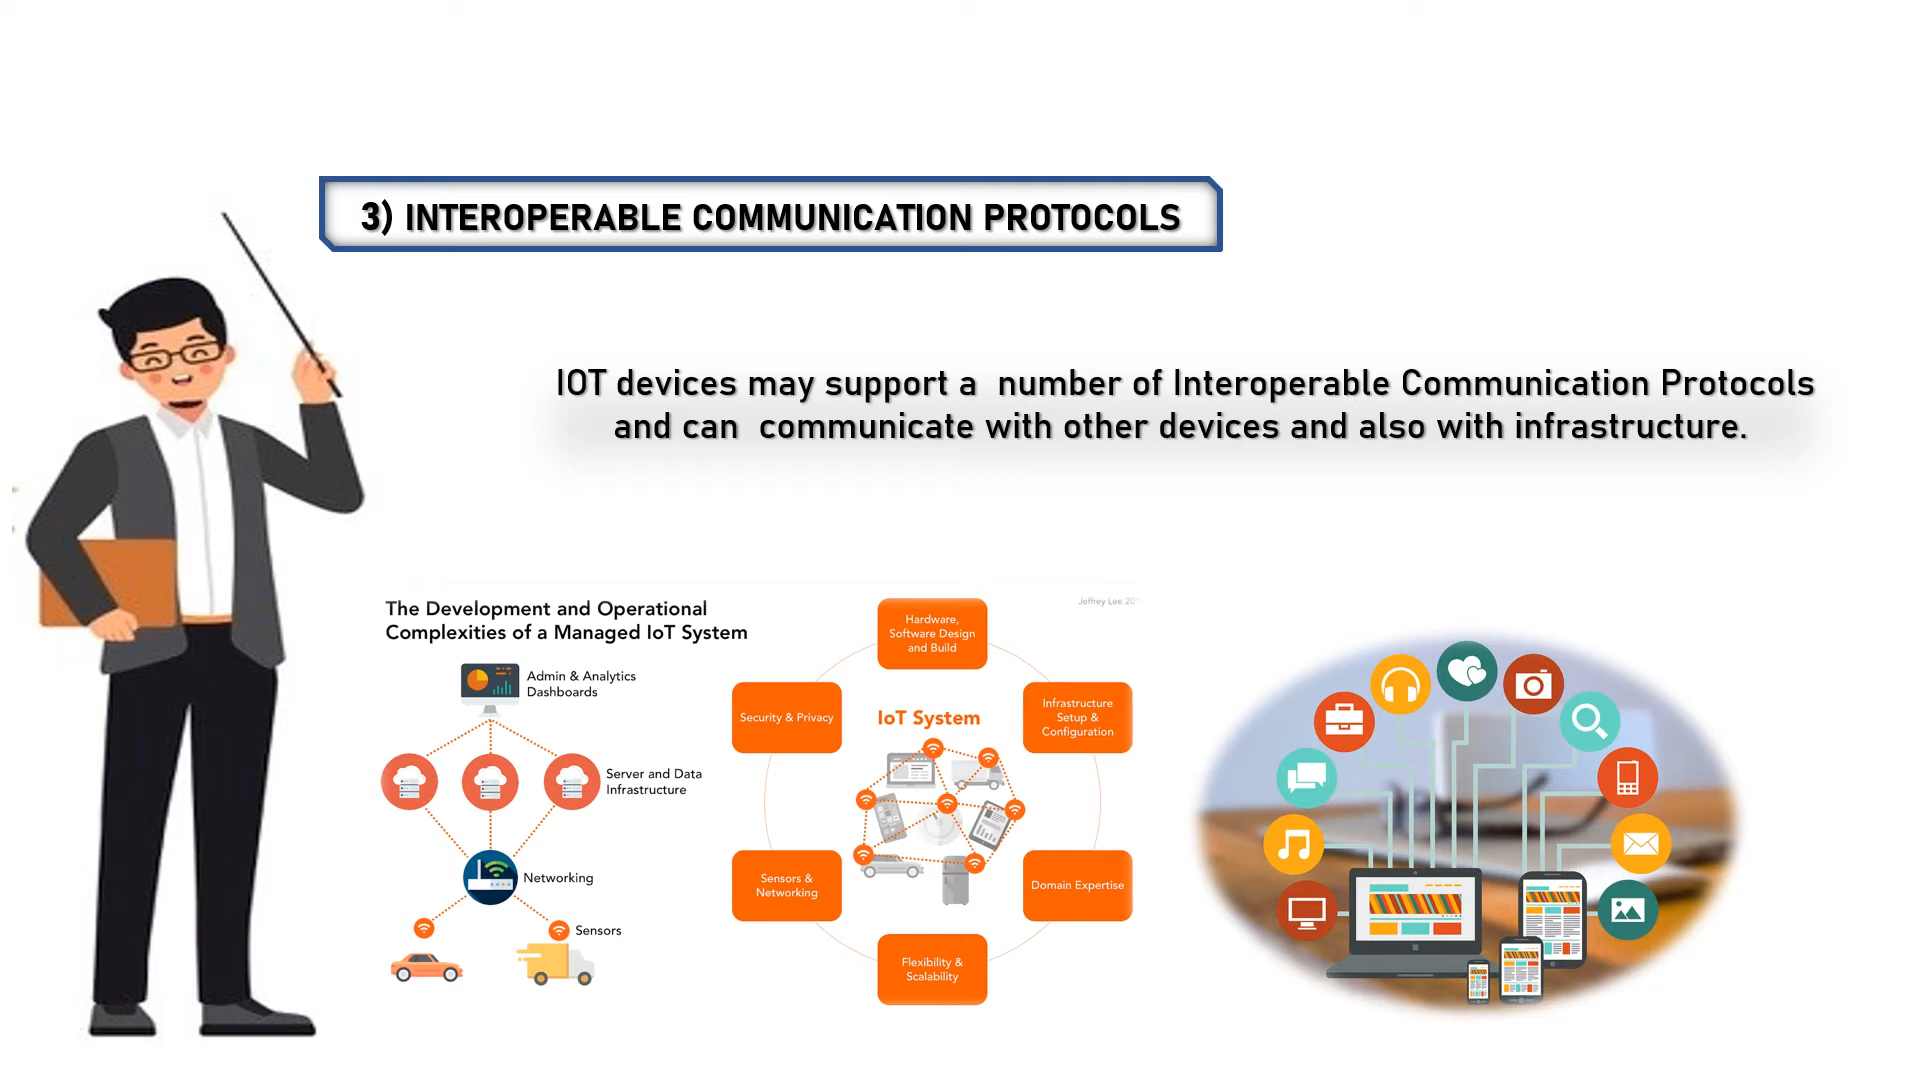 3) INTEROPERABLE COMMUNICATION PROTOCOLS
IOT devices may support a number of Interoperable Communication Protocols
and can communicate with other devices and also with infrastructure.
The Development and Operational
Complexities of a Managed IoT System
Admin & Analytics
Dashboards
Server and Data
Infrastructure
Networking
Sensors
Jeffrey Lee
Hardware,
Software Design
and Build
Security & Privacy
IoT System
Infrastructure
Setup &
Configuration
Sensors &
Networking
Domain Expertise
Flexibility &
Scalability